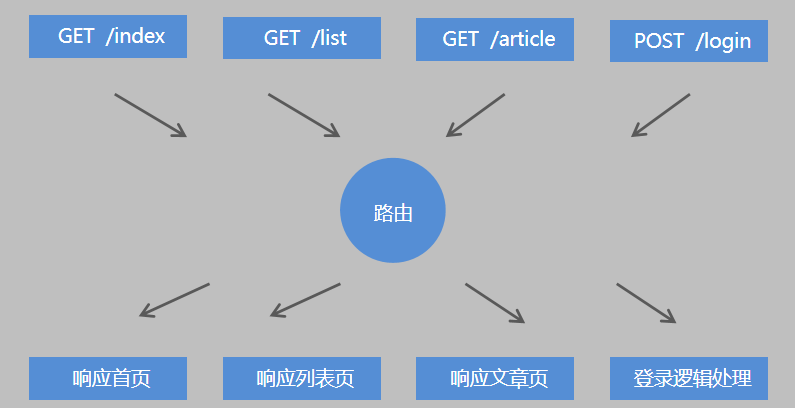 GET /index
GET /list
GET /article
POST /login
路由
响应首页
响应列表页
响应文章页
登录逻辑处理